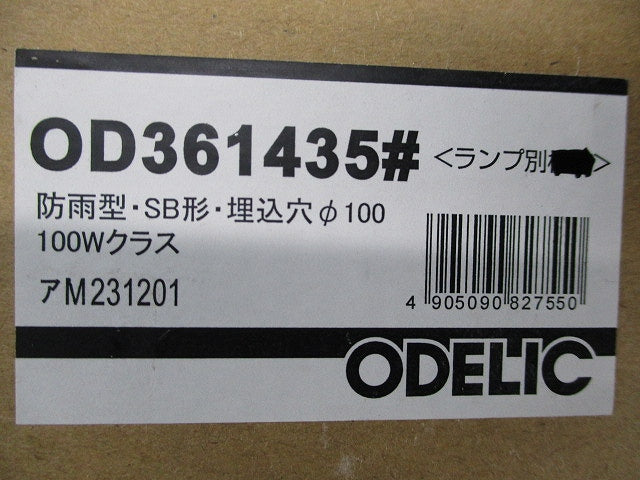 OD361435# <ランプ別>
防雨型・SB形・埋込穴φ100
100Wクラス
アM231201
4 905090 827550
ODELIC